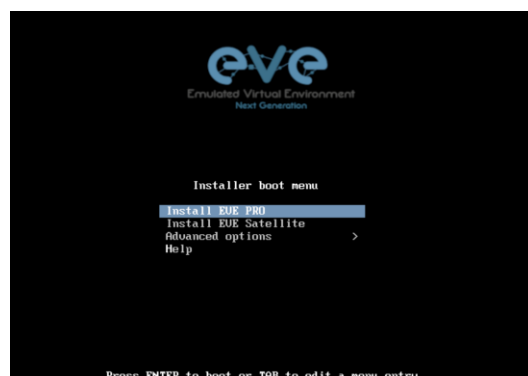 eve
Emulated Virtual Environment
Next Generation
Installer boot menu
Install EVE PRO
Install EVE Satellite
Advanced options >
Help
Press ENTER to boot or TAB to edit a menu entry